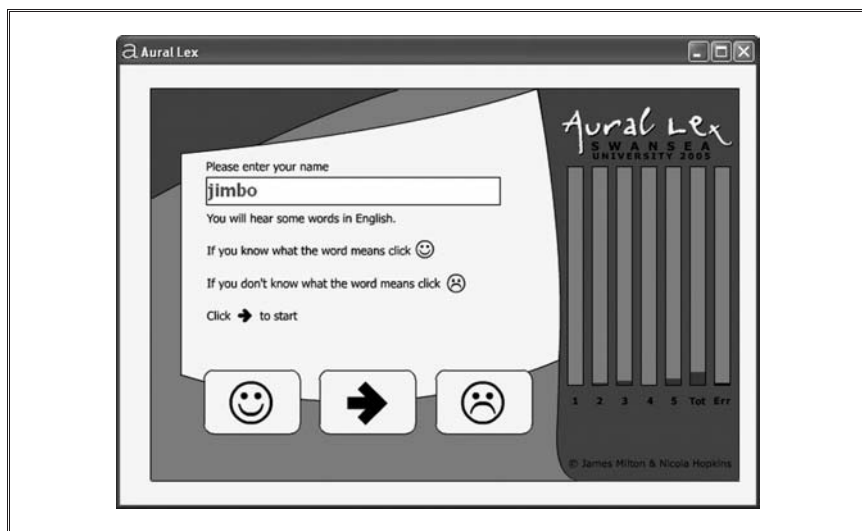 Aural Lex
Aural Lex
SWANSEA
UNIVERSITY 2005
Please enter your name
jimbo
You will hear some words in English.
If you know what the word means click
If you don't know what the word means click
Click → to start
1 2 3 4 5 Tot Err
© James Milton & Nicola Hopkins